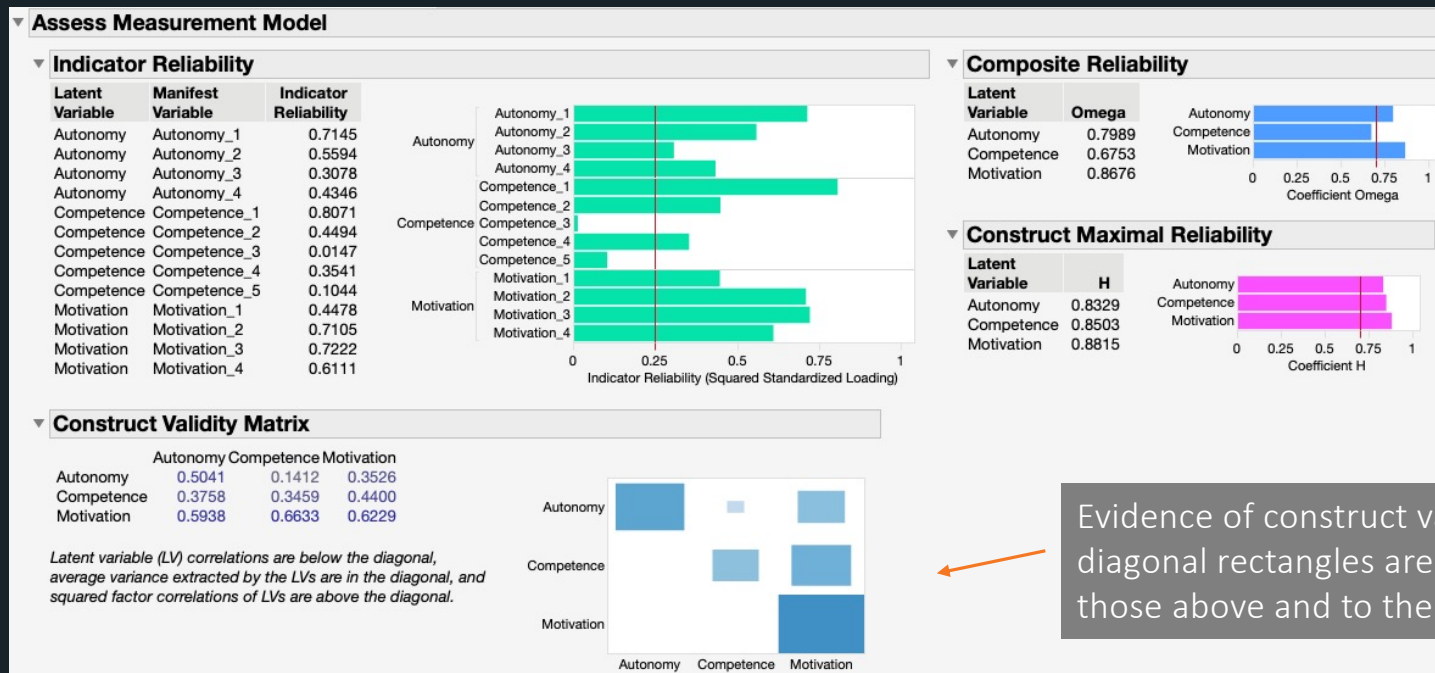 Assess Measurement Model
Indicator Reliability
Latent Variable Manifest Variable Indicator Reliability
Autonomy Autonomy_1 0.7145
Autonomy Autonomy_2 0.5594
Autonomy Autonomy_3 0.3078
Autonomy Autonomy_4 0.4346
Competence Competence_1 0.8071
Competence Competence_2 0.4494
Competence Competence_3 0.0147
Competence Competence_4 0.3541
Competence Competence_5 0.1044
Motivation Motivation_1 0.4478
Motivation Motivation_2 0.7105
Motivation Motivation_3 0.7222
Motivation Motivation_4 0.6111
Autonomy
Competence
Motivation
Autonomy_1
Autonomy_2
Autonomy_3
Autonomy_4
Competence_1
Competence_2
Competence_3
Competence_4
Competence_5
Motivation_1
Motivation_2
Motivation_3
Motivation_4
0 0.25 0.5 0.75 1
Indicator Reliability (Squared Standardized Loading)
Composite Reliability
Latent Variable Omega
Autonomy 0.7989
Competence 0.6753
Motivation 0.8676
Autonomy
Competence
Motivation
0 0.25 0.5 0.75 1
Coefficient Omega
Construct Maximal Reliability
Latent Variable H
Autonomy 0.8329
Competence 0.8503
Motivation 0.8815
Autonomy
Competence
Motivation
0 0.25 0.5 0.75 1
Coefficient H
Construct Validity Matrix
Autonomy Competence Motivation
Autonomy 0.5041 0.1412 0.3526
Competence 0.3758 0.3459 0.4400
Motivation 0.5938 0.6633 0.6229
Latent variable (LV) correlations are below the diagonal,
average variance extracted by the LVs are in the diagonal, and
squared factor correlations of LVs are above the diagonal.
Autonomy
Competence
Motivation
Autonomy Competence Motivation
Evidence of construct
diagonal rectangles are
those above and to the